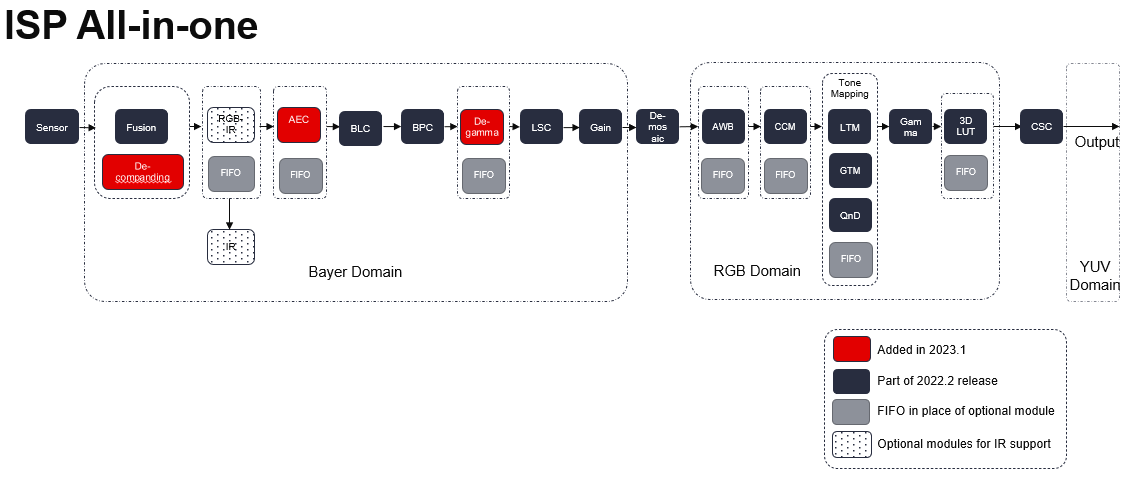 ISP All-in-one
Sensor
Fusion
De-
companding
RGB-
IR
FIFO
IR
AEC
FIFO
BLC
BPC
De-
gamma
FIFO
LSC
Gain
Bayer Domain
De-
mos
aic
AWB
FIFO
CCM
FIFO
Tone
Mapping
LTM
GTM
QnD
FIFO
Gam
ma
3D
LUT
FIFO
RGB Domain
CSC
Output
YUV
Domain
Added in 2023.1
Part of 2022.2 release
FIFO in place of optional module
Optional modules for IR support